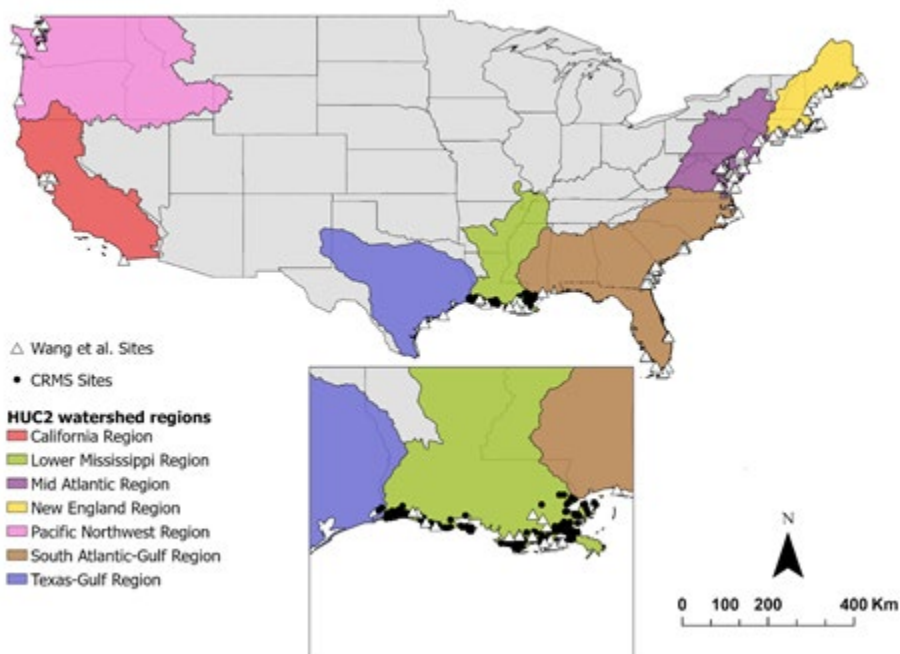 △ Wang et al. Sites
● CRMS Sites
HUC2 watershed regions
California Region
Lower Mississippi Region
Mid Atlantic Region
New England Region
Pacific Northwest Region
South Atlantic-Gulf Region
Texas-Gulf Region
N
0 100 200 400 Km